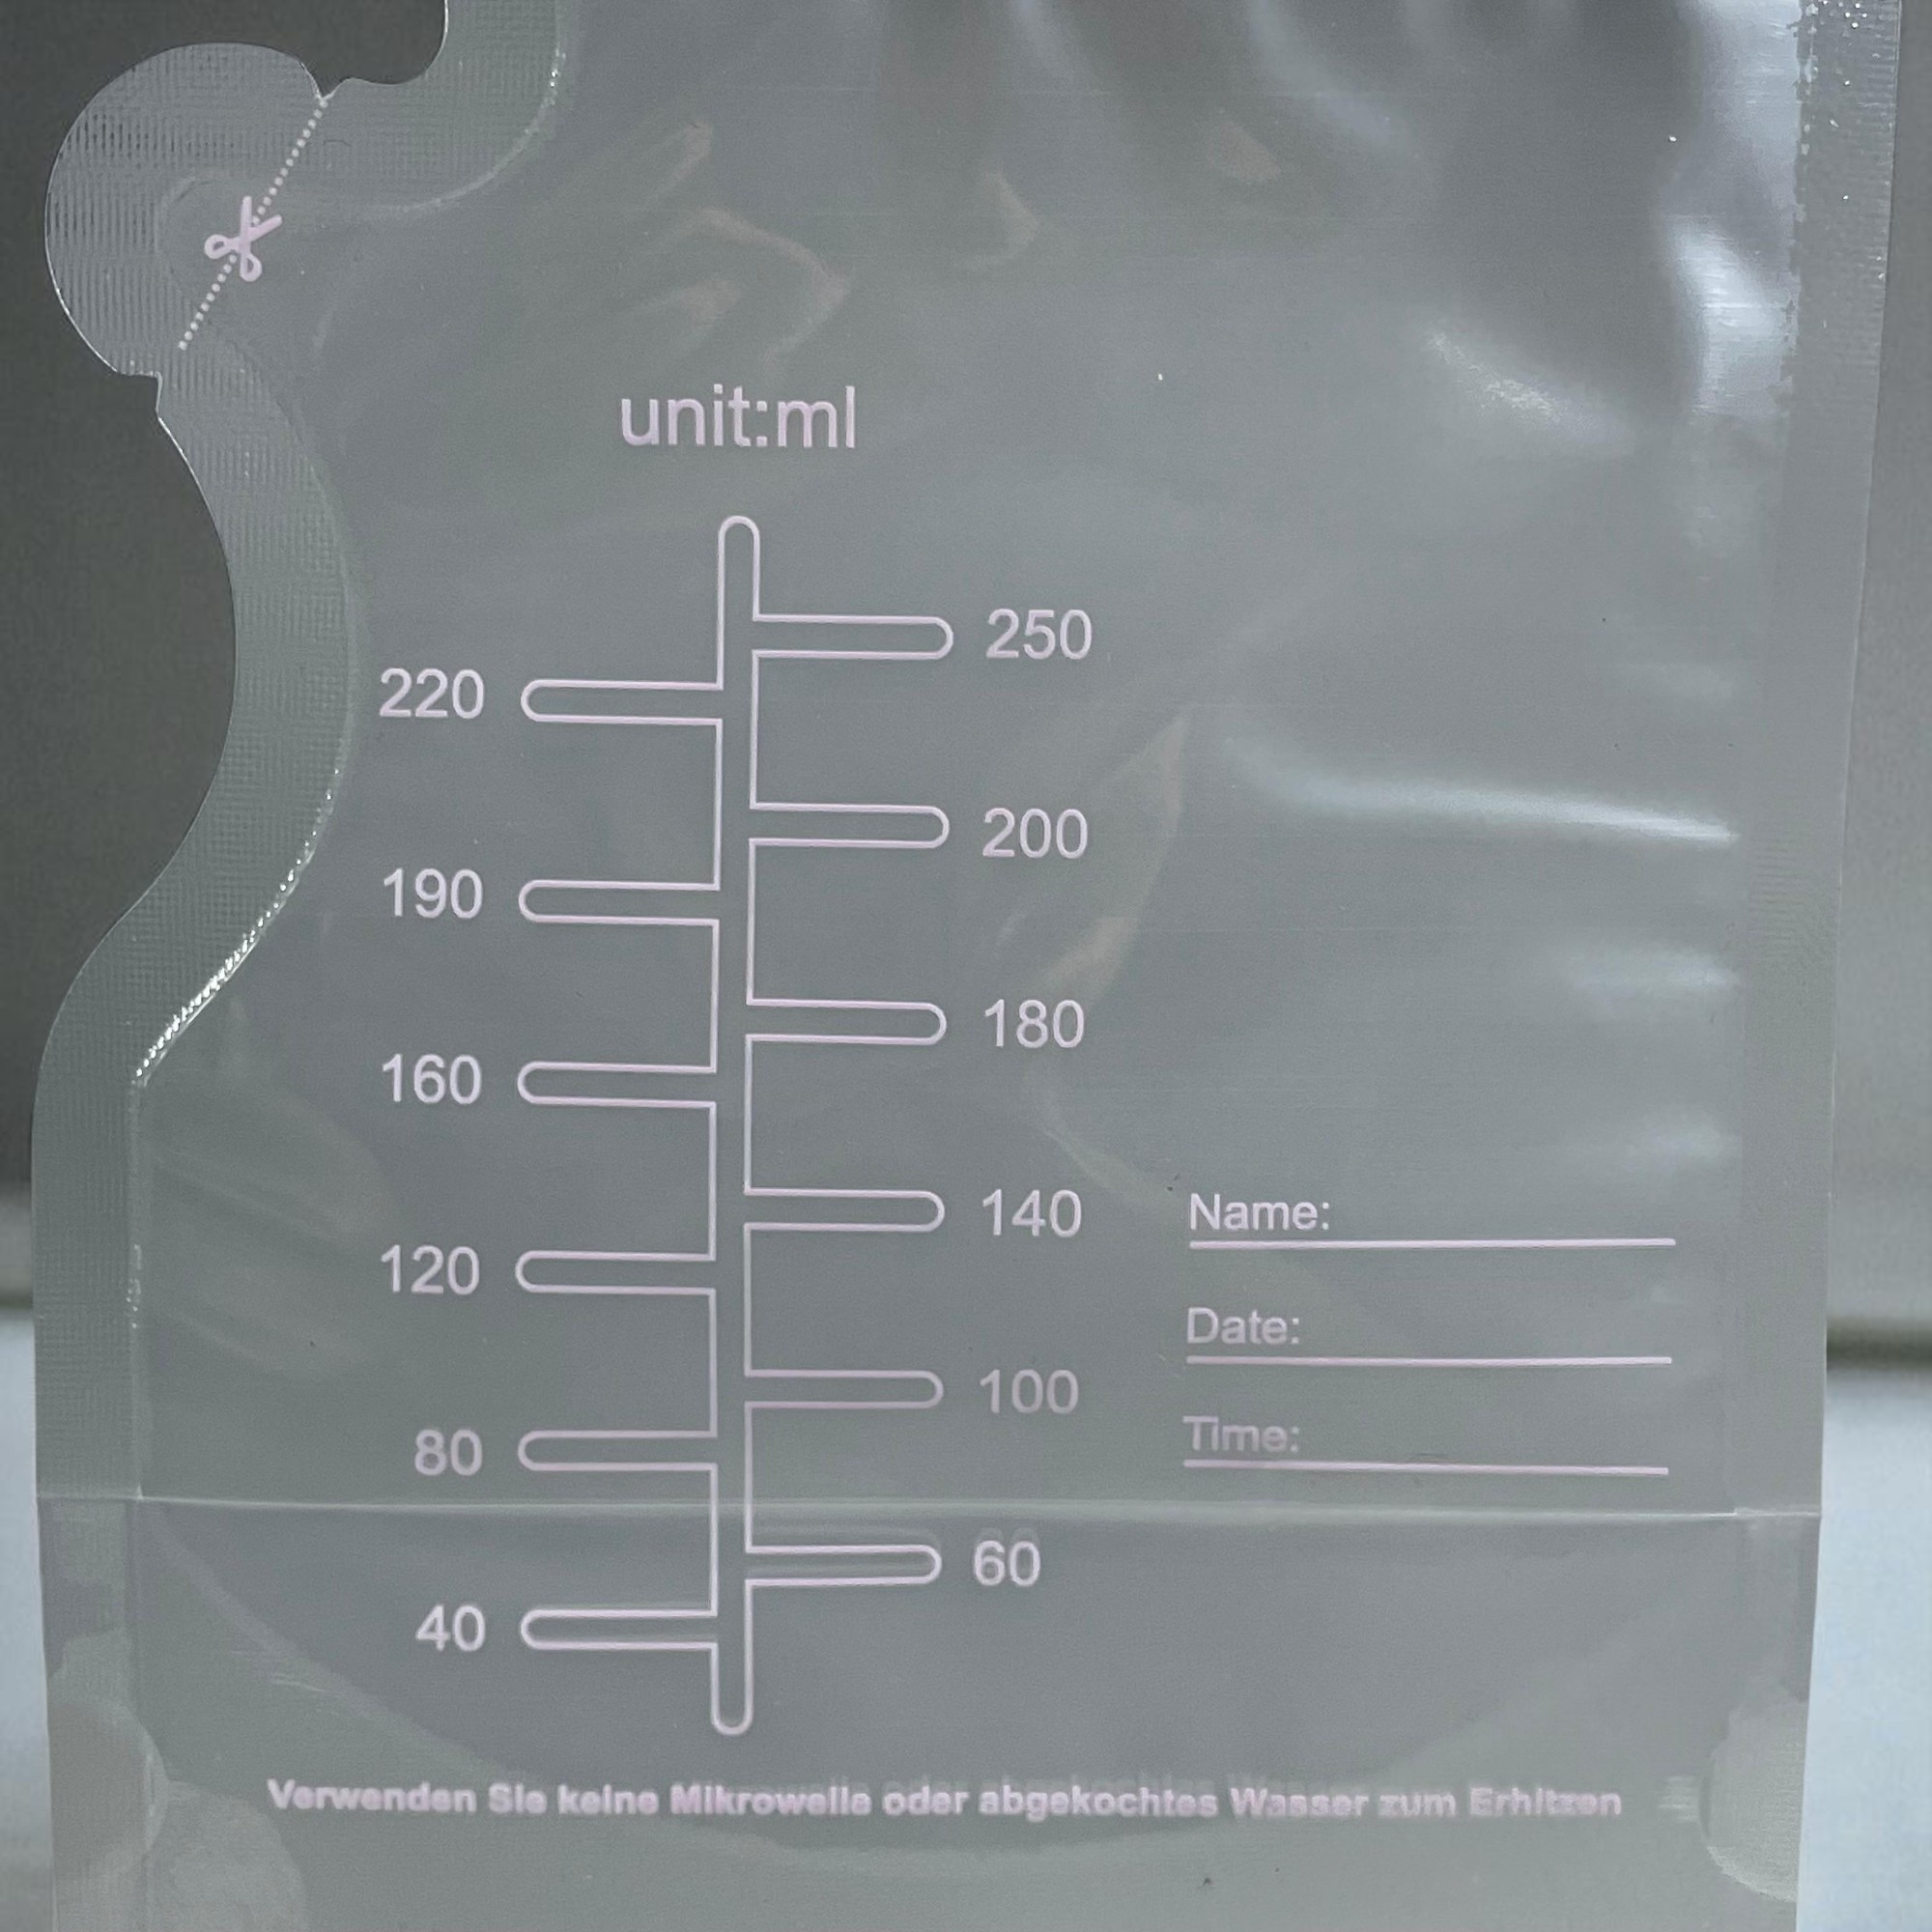 unit:ml
250
220
200
190
180
160
140
Name:
120
Date:
100
Time:
80
60
40
Verwenden Sie keine Mikrowelle oder abgekochtes Wasser zum Erhitzen